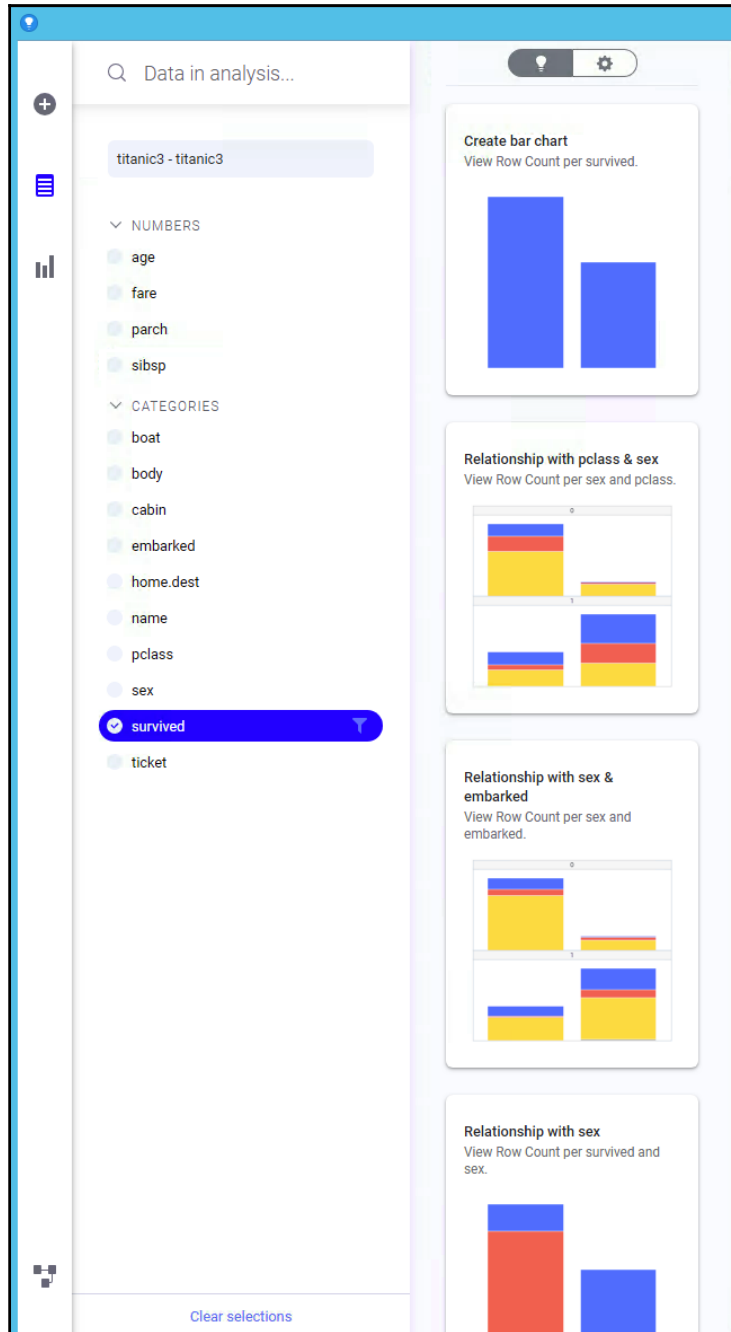 Data in analysis...
titanic3 - titanic3
NUMBERS
age
fare
parch
sibsp
CATEGORIES
boat
body
cabin
embarked
home.dest
name
pclass
sex
survived
ticket
Clear selections
Create bar chart
View Row Count per survived.
Relationship with pclass & sex
View Row Count per sex and pclass.
0
1
Relationship with sex &
embarked
View Row Count per sex and
embarked.
0
1
Relationship with sex
View Row Count per survived and
sex.